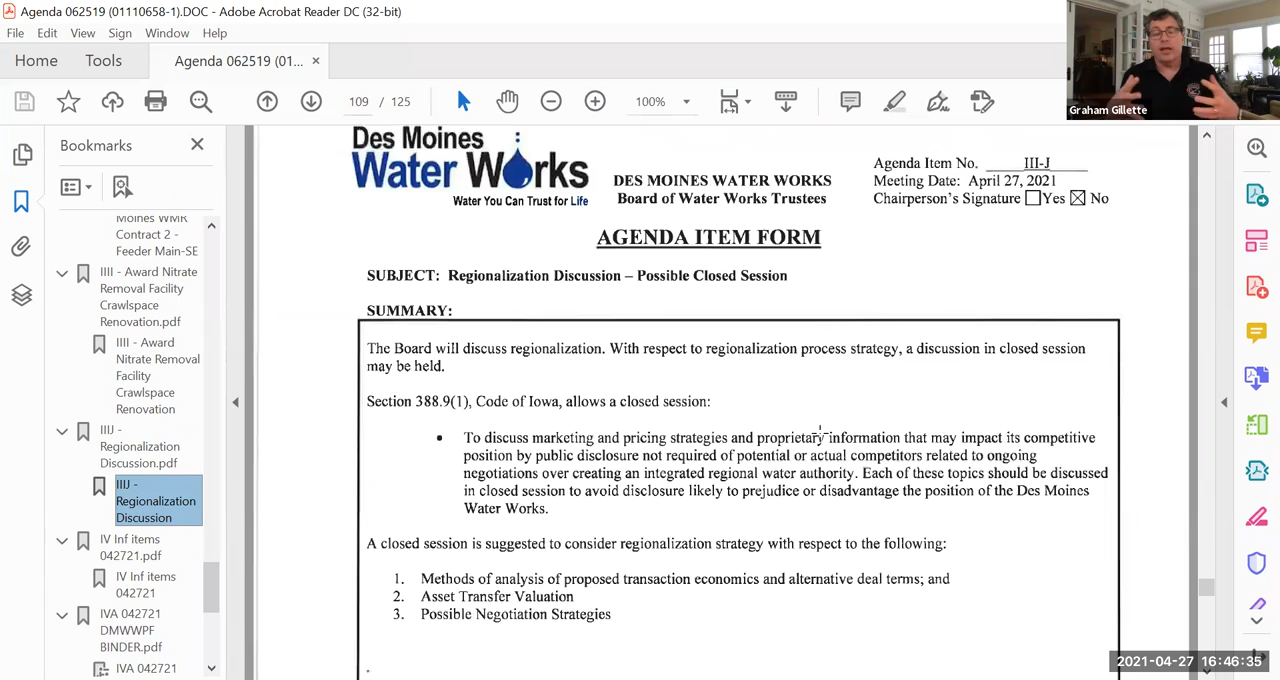 Agenda 062519 (01110658-1).DOC - Adobe Acrobat Reader DC (32-bit)
File Edit View Sign Window Help
Home Tools Agenda 062519 (01... ×
109 / 125 100%
Graham Gillette
Bookmarks
Moines WMR
Contract 2 -
Feeder Main-SE
IIII - Award Nitrate
Removal Facility
Crawlspace
Renovation.pdf
IIII - Award
Nitrate Removal
Facility
Crawlspace
Renovation
IIIJ -
Regionalization
Discussion.pdf
IIIJ -
Regionalization
Discussion
IV Inf items
042721.pdf
IV Inf items
042721
IVA 042721
DMWWPF
BINDER.pdf
IVA 042721
Des Moines
Water Works
Water You Can Trust for Life
DES MOINES WATER WORKS
Board of Water Works Trustees
Agenda Item No. III-J
Meeting Date: April 27, 2021
Chairperson's Signature ☐ Yes ☒ No
AGENDA ITEM FORM
SUBJECT: Regionalization Discussion – Possible Closed Session
SUMMARY:
The Board will discuss regionalization. With respect to regionalization process strategy, a discussion in closed session
may be held.
Section 388.9(1), Code of Iowa, allows a closed session:
• To discuss marketing and pricing strategies and proprietary information that may impact its competitive
position by public disclosure not required of potential or actual competitors related to ongoing
negotiations over creating an integrated regional water authority. Each of these topics should be discussed
in closed session to avoid disclosure likely to prejudice or disadvantage the position of the Des Moines
Water Works.
A closed session is suggested to consider regionalization strategy with respect to the following:
1. Methods of analysis of proposed transaction economics and alternative deal terms; and
2. Asset Transfer Valuation
3. Possible Negotiation Strategies
2021-04-27 16:46:35